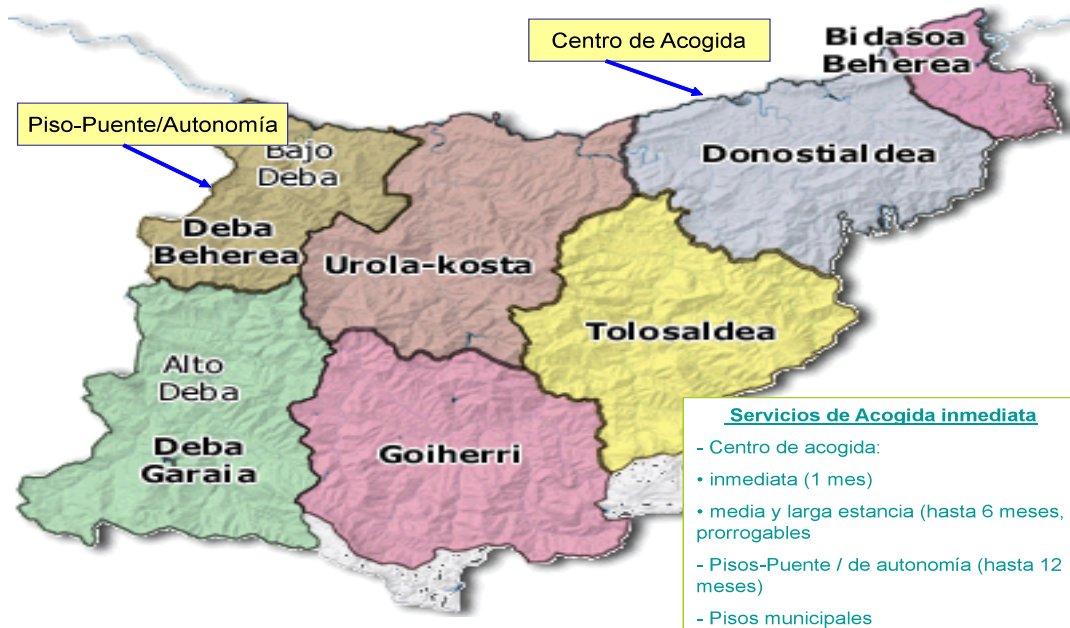 Centro de Acogida
Bidasoa
Beherea
Piso-Puente/Autonomía
Bajo
Deba
Donostialdea
Deba
Beherea
Urola-kosta
Tolosaldea
Alto
Deba
Deba
Garaia
Goiherri
Servicios de Acogida inmediata
- Centro de acogida:
• inmediata (1 mes)
• media y larga estancia (hasta 6 meses,
prorrogables
- Pisos-Puente / de autonomía (hasta 12
meses)
- Pisos municipales